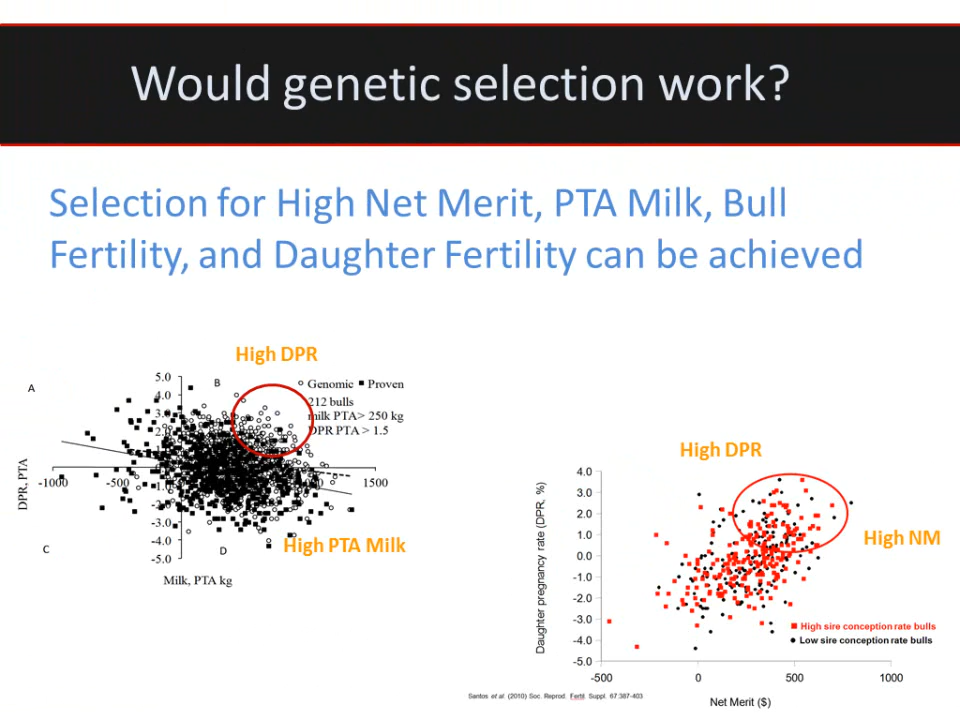 Would genetic selection work?
Selection for High Net Merit, PTA Milk, Bull
Fertility, and Daughter Fertility can be achieved
High DPR
A
B
Genomic
Proven
212 bulls
milk PTA> 250 kg
DPR PTA > 1.5
5.0
4.0
-3.0
-4.0
-5.0
-1000
-500
1500
DPR, PTA
C
D
High PTA Milk
Milk, PTA kg
High DPR
High NM
Daughter pregnancy rate (DPR, %)
4.0
3.0
2.0
1.0
0.0
-1.0
-2.0
-3.0
-4.0
-5.0
High sire conception rate bulls
Low sire conception rate bulls
-500
0
500
1000
Net Merit ($)
Santos et al. (2010) Soc. Reprod. Fertil. Suppl. 67:387-403